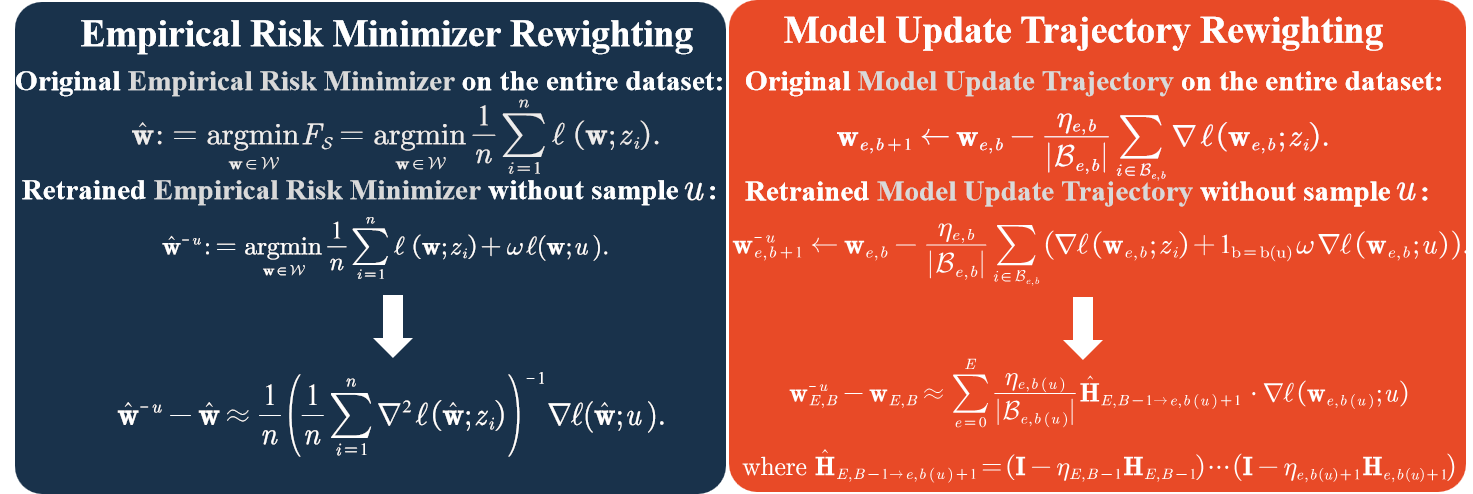 Empirical Risk Minimizer Rewighting
Original Empirical Risk Minimizer on the entire dataset:
$\hat{\mathbf{w}} := \underset{\mathbf{w} \in \mathcal{W}}{\operatorname{argmin}} F_{\mathcal{S}} = \underset{\mathbf{w} \in \mathcal{W}}{\operatorname{argmin}} \frac{1}{n} \sum_{i=1}^{n} \ell(\mathbf{w}; z_i).$
Retrained Empirical Risk Minimizer without sample $u$:
$\hat{\mathbf{w}}^{-u} := \underset{\mathbf{w} \in \mathcal{W}}{\operatorname{argmin}} \frac{1}{n} \sum_{i=1}^{n} \ell(\mathbf{w}; z_i) + \omega \ell(\mathbf{w}; u).$
$\hat{\mathbf{w}}^{-u} - \hat{\mathbf{w}} \approx \frac{1}{n} \left( \frac{1}{n} \sum_{i=1}^{n} \nabla^2 \ell(\hat{\mathbf{w}}; z_i) \right)^{-1} \nabla \ell(\hat{\mathbf{w}}; u).$
Model Update Trajectory Rewighting
Original Model Update Trajectory on the entire dataset:
$\mathbf{w}_{e,b+1} \leftarrow \mathbf{w}_{e,b} - \frac{\eta_{e,b}}{|\mathcal{B}_{e,b}|} \sum_{i \in \mathcal{B}_{e,b}} \nabla \ell(\mathbf{w}_{e,b}; z_i).$
Retrained Model Update Trajectory without sample $u$:
$\mathbf{w}_{e,b+1}^{-u} \leftarrow \mathbf{w}_{e,b} - \frac{\eta_{e,b}}{|\mathcal{B}_{e,b}|} \sum_{i \in \mathcal{B}_{e,b}} (\nabla \ell(\mathbf{w}_{e,b}; z_i) + 1_{\mathrm{b=b(u)}} \omega \nabla \ell(\mathbf{w}_{e,b}; u)).$
$\mathbf{w}_{E,B}^{-u} - \mathbf{w}_{E,B} \approx \sum_{e=0}^{E} \frac{\eta_{e,b(u)}}{|\mathcal{B}_{e,b(u)}|} \hat{\mathbf{H}}_{E,B-1 \rightarrow e,b(u)+1} \cdot \nabla \ell(\mathbf{w}_{e,b(u)}; u)$
where $\hat{\mathbf{H}}_{E,B-1 \rightarrow e,b(u)+1} = (\mathbf{I} - \eta_{E,B-1} \mathbf{H}_{E,B-1}) \cdots (\mathbf{I} - \eta_{e,b(u)+1} \mathbf{H}_{e,b(u)+1})$